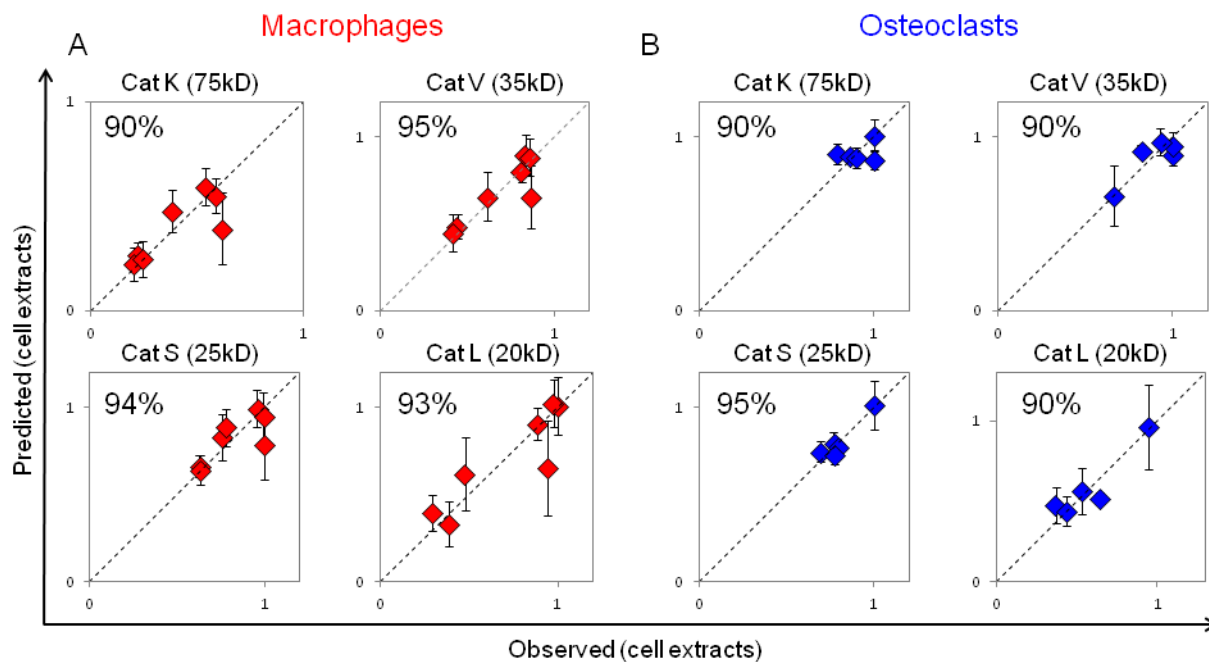 Macrophages
Osteoclasts
A
B
Cat K (75kD)
Cat V (35kD)
Cat K (75kD)
Cat V (35kD)
1
90%
0
0
1
1
95%
0
0
1
1
90%
0
0
1
1
90%
0
0
1
Cat S (25kD)
Cat L (20kD)
Cat S (25kD)
Cat L (20kD)
1
94%
0
0
1
1
93%
0
0
1
1
95%
0
0
1
1
90%
0
0
1
Predicted (cell extracts)
Observed (cell extracts)